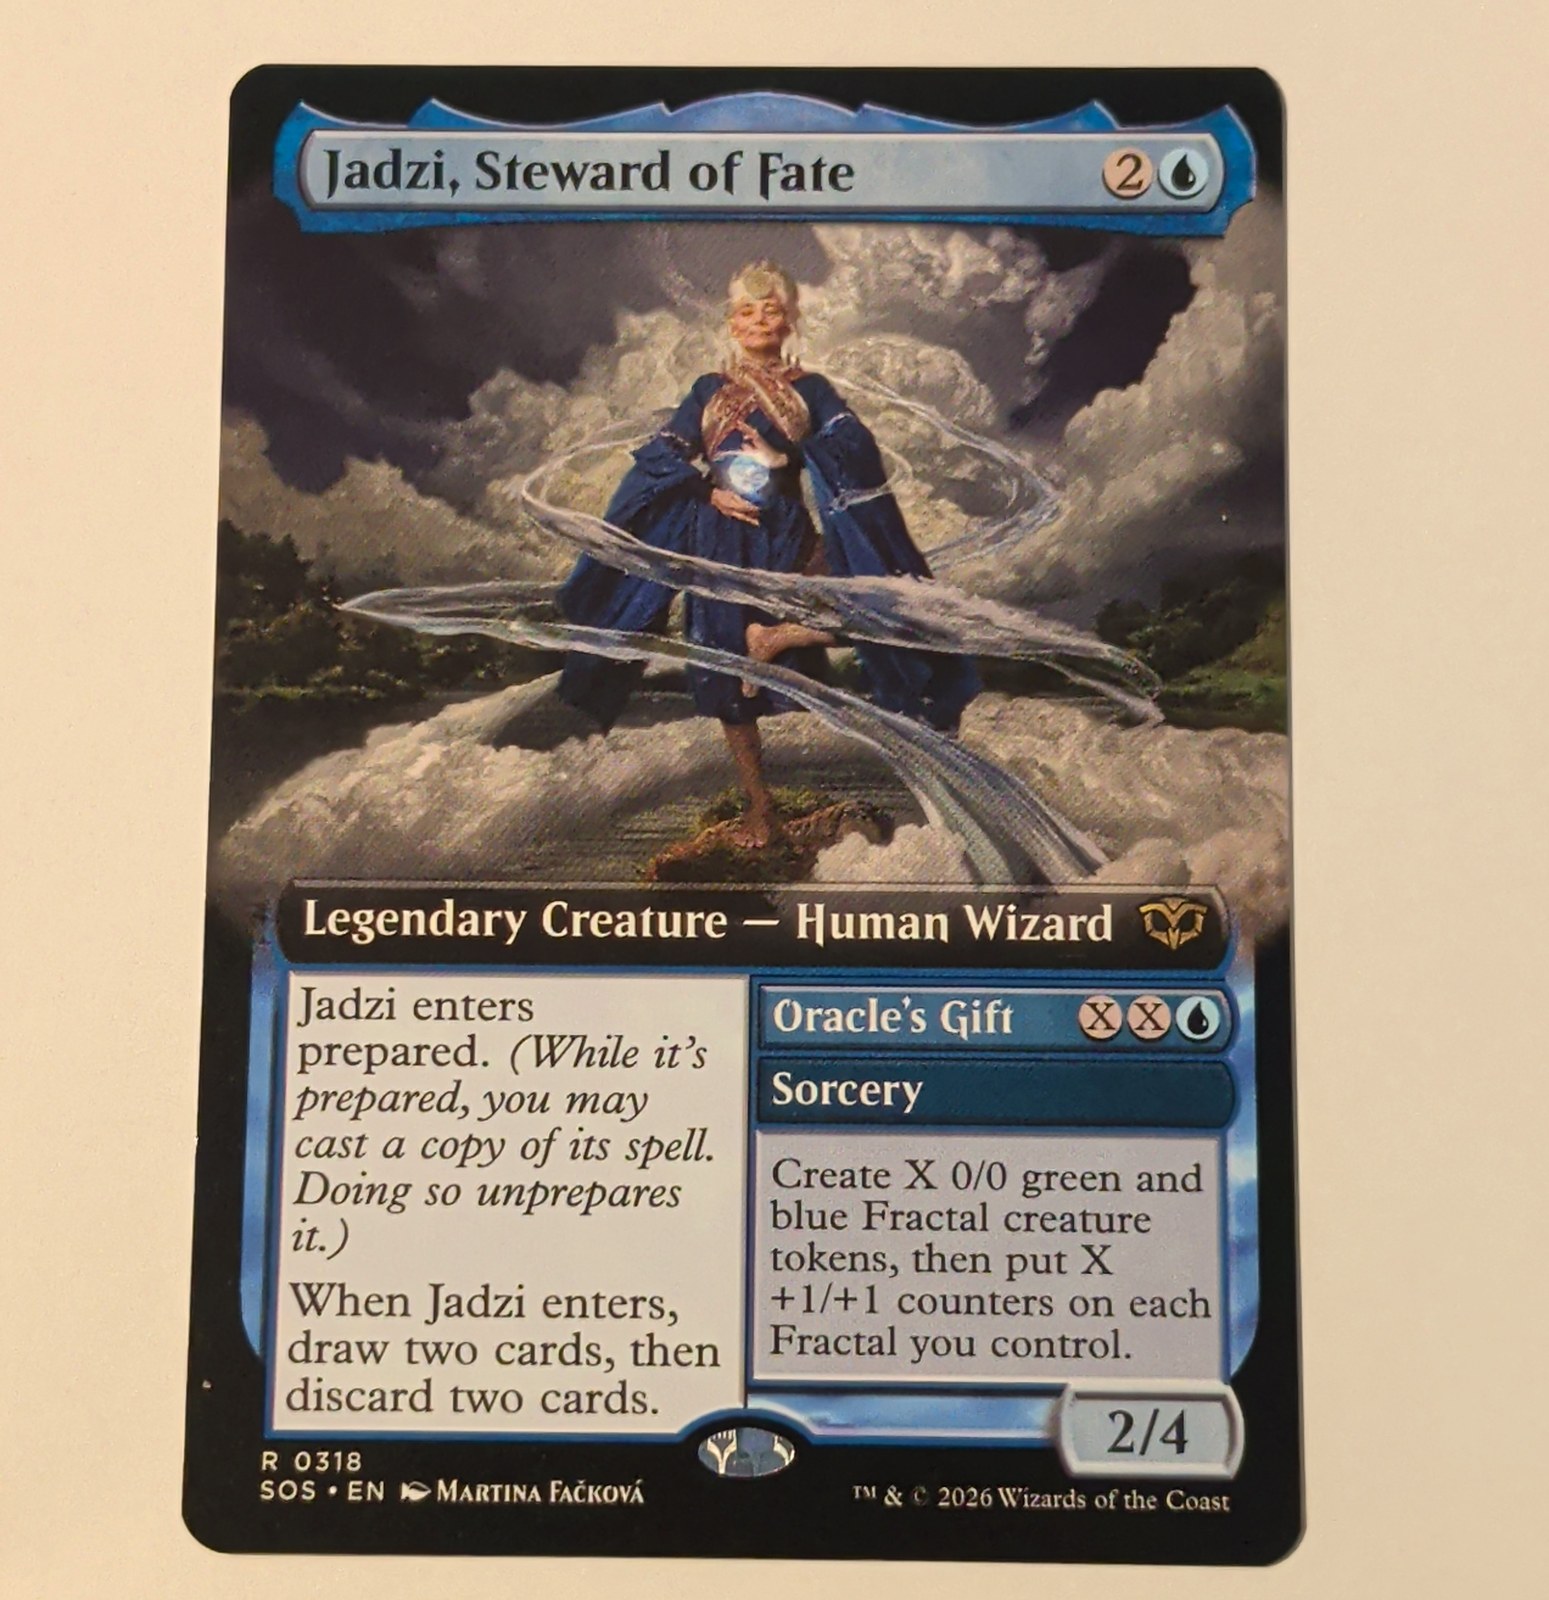 Jadzi, Steward of Fate 2
Legendary Creature — Human Wizard
Jadzi enters
prepared. (While it's
prepared, you may
cast a copy of its spell.
Doing so unprepares
it.)
When Jadzi enters,
draw two cards, then
discard two cards.
Oracle's Gift X X
Sorcery
Create X 0/0 green and
blue Fractal creature
tokens, then put X
+1/+1 counters on each
Fractal you control.
2/4
R 0318
SOS • EN MARTINA FAČKOVÁ
™ & © 2026 Wizards of the Coast